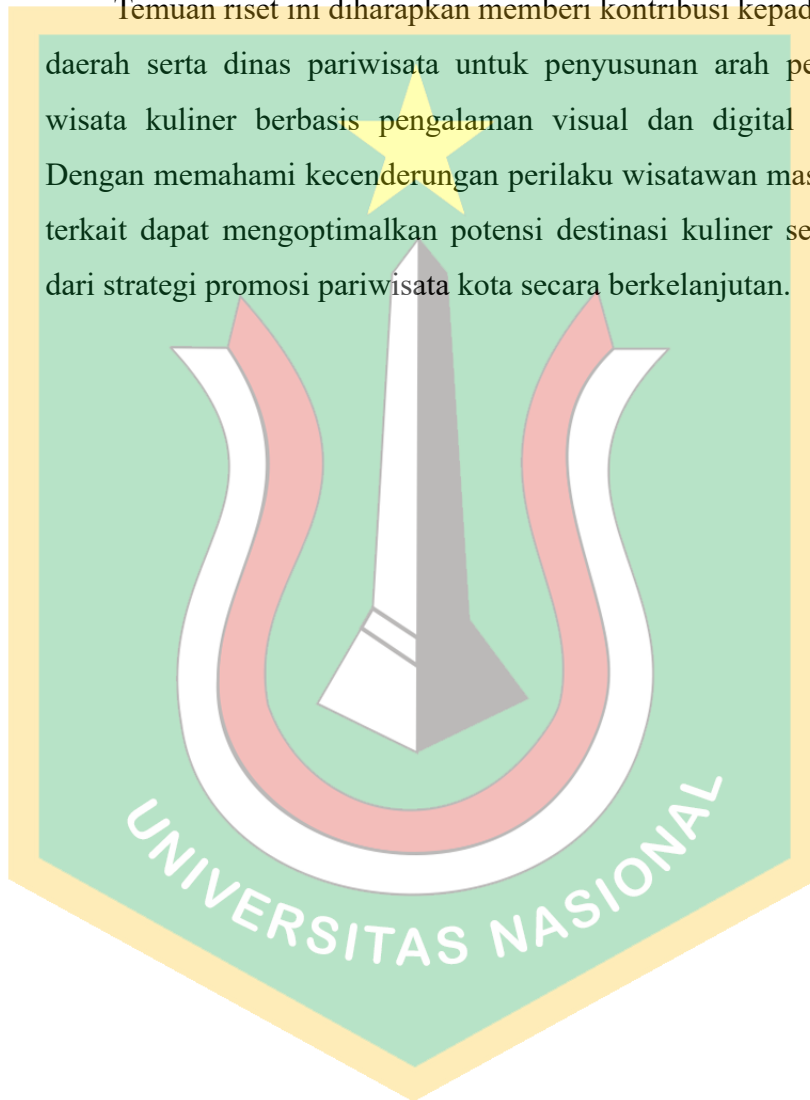 Temuan riset ini diharapkan memberi kontribusi kepad
daerah serta dinas pariwisata untuk penyusunan arah pe
wisata kuliner berbasis pengalaman visual dan digital
Dengan memahami kecenderungan perilaku wisatawan mas
terkait dapat mengoptimalkan potensi destinasi kuliner se
dari strategi promosi pariwisata kota secara berkelanjutan.
UNIVERSITAS NASIONAL